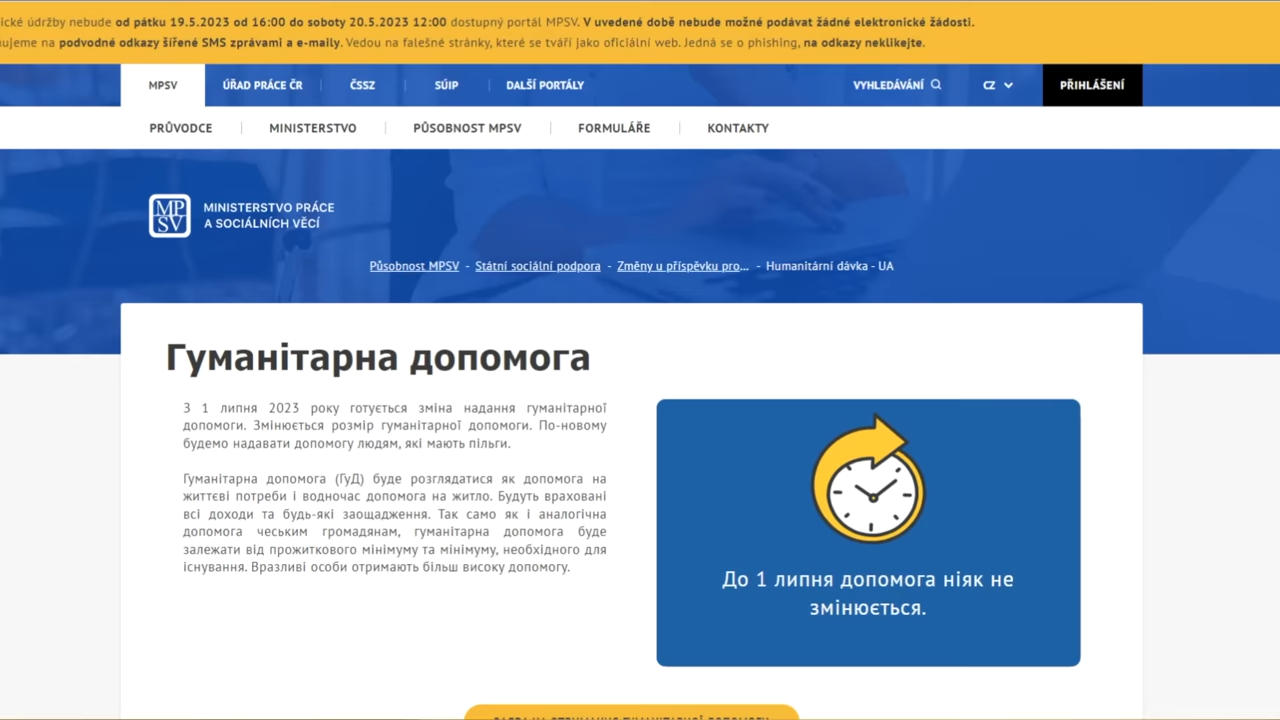 ické údržby nebude od pátku 19.5.2023 od 16:00 do soboty 20.5.2023 12:00 dostupný portál MPSV. V uvedené době nebude možné podávat žádné elektronické žádosti.
ujeme na podvodné odkazy šířené SMS zprávami a e-maily. Vedou na falešné stránky, které se tváří jako oficiální web. Jedná se o phishing, na odkazy neklikejte.
MPSV ÚŘAD PRÁCE ČR ČSSZ SÚIP DALŠÍ PORTÁLY VYHLEDÁVÁNÍ CZ PŘIHLÁŠENÍ
PRŮVODCE MINISTERSTVO PŮSOBNOST MPSV FORMULÁŘE KONTAKTY
MP
SV
MINISTERSTVO PRÁCE
A SOCIÁLNÍCH VĚCÍ
Působnost MPSV - Státní sociální podpora - Změny u příspěvku pro... - Humanitární dávka - UA
Гуманітарна допомога
З 1 липня 2023 року готується зміна надання гуманітарної
допомоги. Змінюється розмір гуманітарної допомоги. По-новому
будемо надавати допомогу людям, які мають пільги.
Гуманітарна допомога (ГуД) буде розглядатися як допомога на
життєві потреби і водночас допомога на житло. Будуть враховані
всі доходи та будь-які заощадження. Так само як і аналогічна
допомога чеським громадянам, гуманітарна допомога буде
залежати від прожиткового мінімуму та мінімуму, необхідного для
існування. Вразливі особи отримають більш високу допомогу.
До 1 липня допомога ніяк не
змінюється.